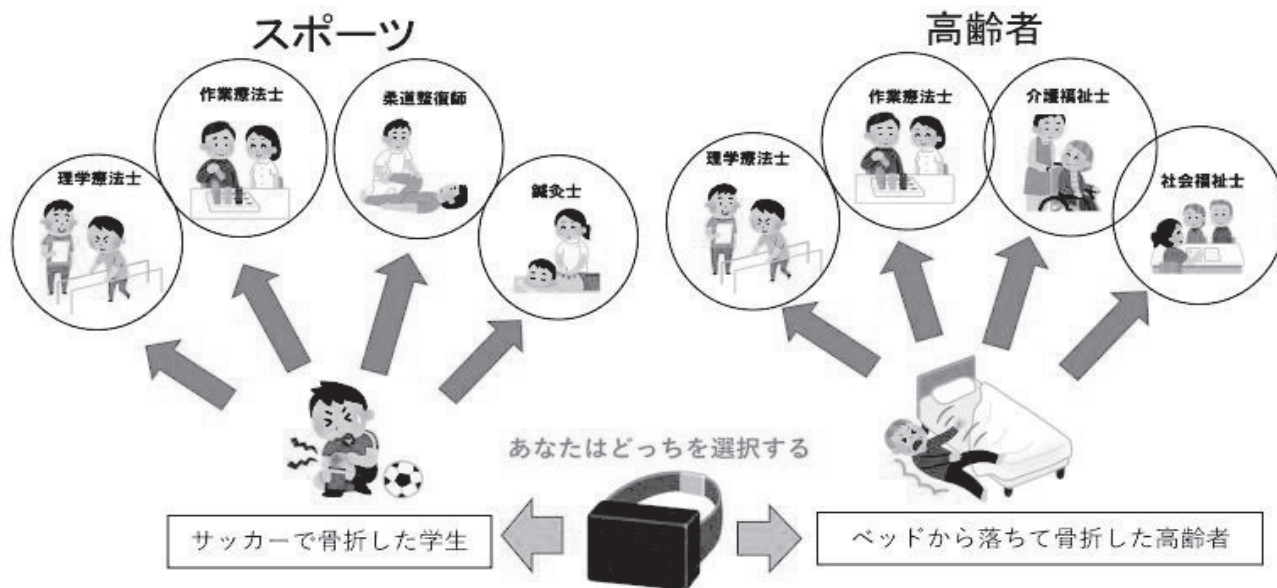 スポーツ
理学療法士
作業療法士
柔道整復師
鍼灸士
高齢者
理学療法士
作業療法士
介護福祉士
社会福祉士
あなたはどっちを選択する
サッカーで骨折した学生
ベッドから落ちて骨折した高齢者